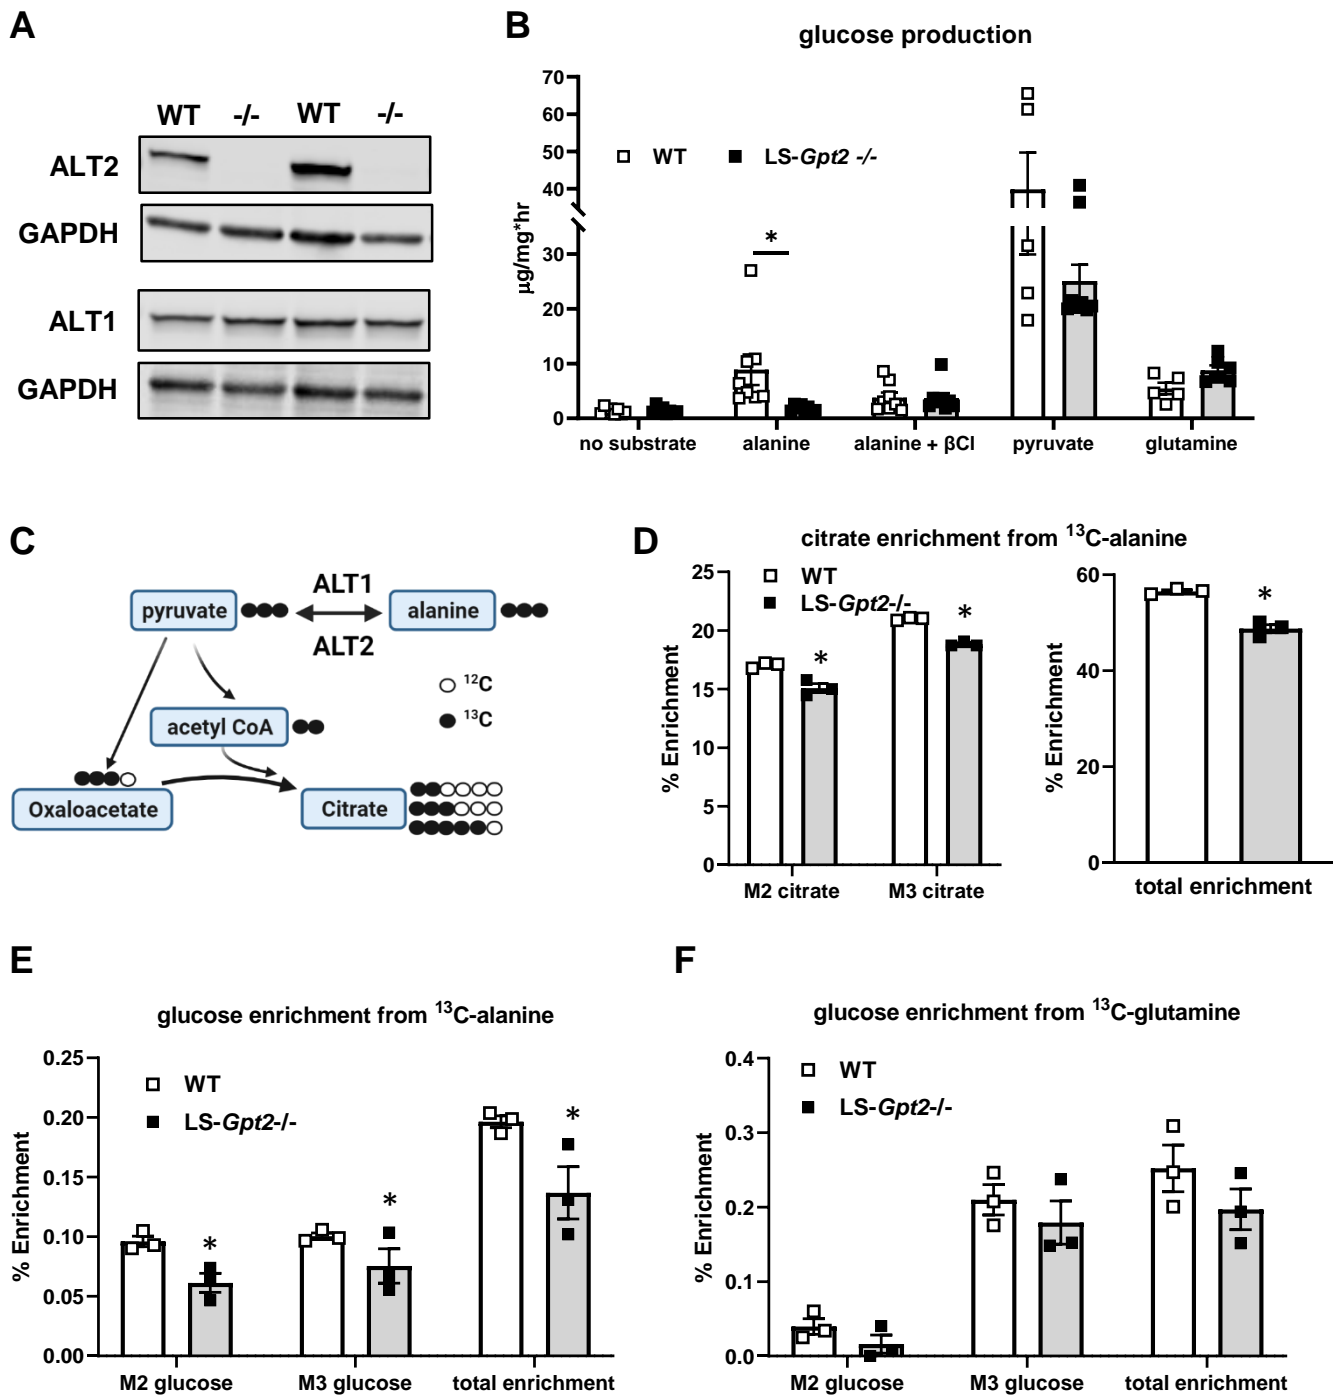 A
WT -/- WT -/-
ALT2
GAPDH
ALT1
GAPDH
B
glucose production
70
60
50
40
30
20
10
0
µg/mg*hr
WT LS-Gpt2 -/-
*
no substrate alanine alanine + βCl pyruvate glutamine
C
ALT1
pyruvate alanine
ALT2
12C
13C
acetyl CoA
Oxaloacetate Citrate
D
citrate enrichment from 13C-alanine
25
20
15
10
5
0
% Enrichment
WT
LS-Gpt2-/-
* *
M2 citrate M3 citrate
60
40
20
0
% Enrichment
*
total enrichment
E
glucose enrichment from 13C-alanine
0.25
0.20
0.15
0.10
0.05
0.00
% Enrichment
WT
LS-Gpt2-/-
* * *
M2 glucose M3 glucose total enrichment
F
glucose enrichment from 13C-glutamine
0.4
0.3
0.2
0.1
0.0
% Enrichment
WT
LS-Gpt2-/-
M2 glucose M3 glucose total enrichment